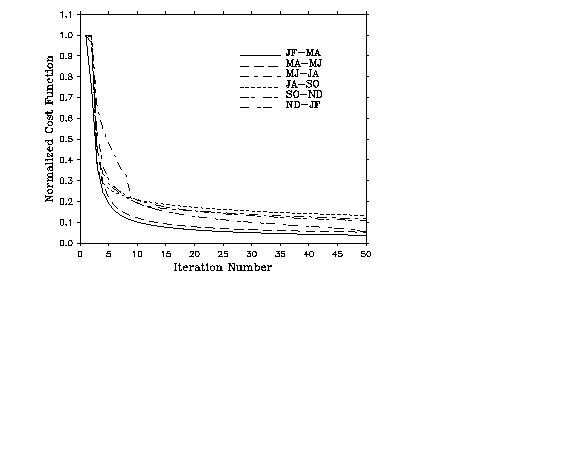 1.1
1.0
0.9
0.8
0.7
0.6
0.5
0.4
0.3
0.2
0.1
0.0
Normalized Cost Function
JF-MA
MA-MJ
MJ-JA
JA-SO
SO-ND
ND-JF
0 5 10 15 20 25 30 35 40 45 50
Iteration Number